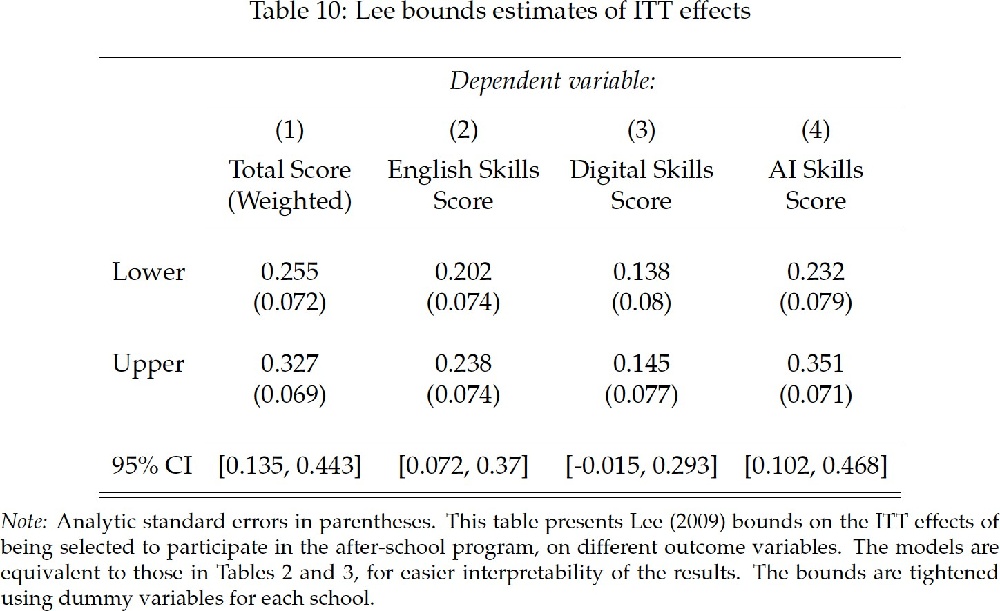 Table 10: Lee bounds estimates of ITT effects
Dependent variable:
(1) (2) (3) (4)
Total Score English Skills Digital Skills AI Skills
(Weighted) Score Score Score
Lower 0.255 0.202 0.138 0.232
(0.072) (0.074) (0.08) (0.079)
Upper 0.327 0.238 0.145 0.351
(0.069) (0.074) (0.077) (0.071)
95% CI [0.135, 0.443] [0.072, 0.37] [-0.015, 0.293] [0.102, 0.468]
Note: Analytic standard errors in parentheses. This table presents Lee (2009) bounds on the ITT effects of
being selected to participate in the after-school program, on different outcome variables. The models are
equivalent to those in Tables 2 and 3, for easier interpretability of the results. The bounds are tightened
using dummy variables for each school.